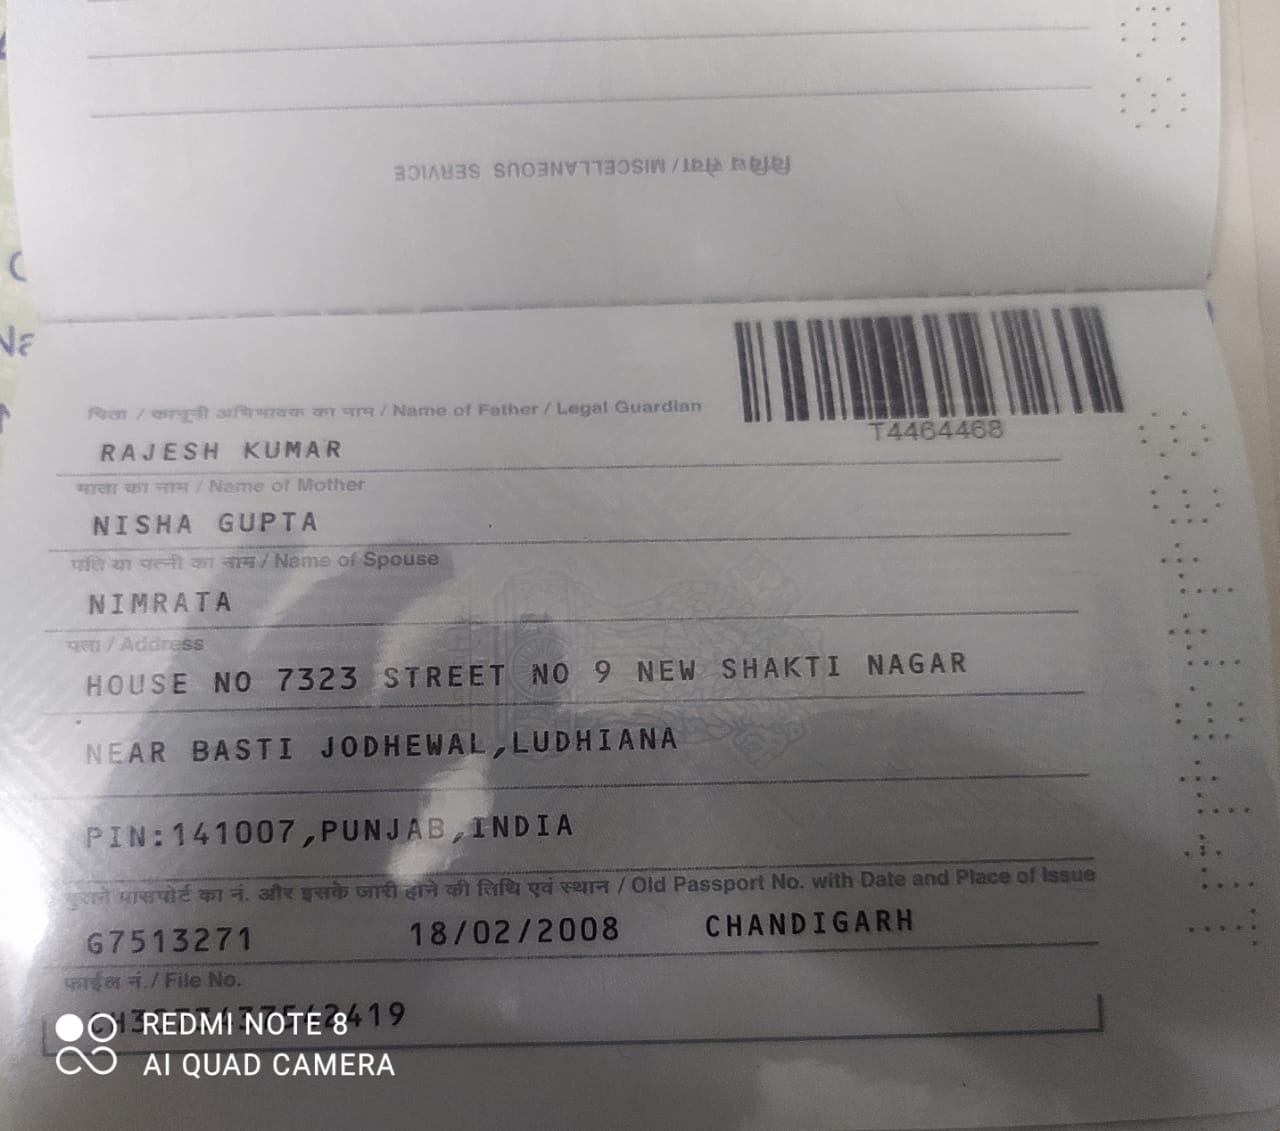 विविध सेवा / MISCELLANEOUS SERVICE
पिता / कानूनी अभिभावक का नाम / Name of Father / Legal Guardian
T4464468
RAJESH KUMAR
माता का नाम / Name of Mother
NISHA GUPTA
पति या पत्नी का नाम / Name of Spouse
NIMRATA
पता / Address
HOUSE NO 7323 STREET NO 9 NEW SHAKTI NAGAR
NEAR BASTI JODHEWAL,LUDHIANA
PIN:141007,PUNJAB,INDIA
पुराने पासपोर्ट का नं. और इसके जारी होने की तिथि एवं स्थान / Old Passport No. with Date and Place of Issue
G7513271 18/02/2008 CHANDIGARH
फाईल नं. / File No.
REDMI NOTE 8
AI QUAD CAMERA